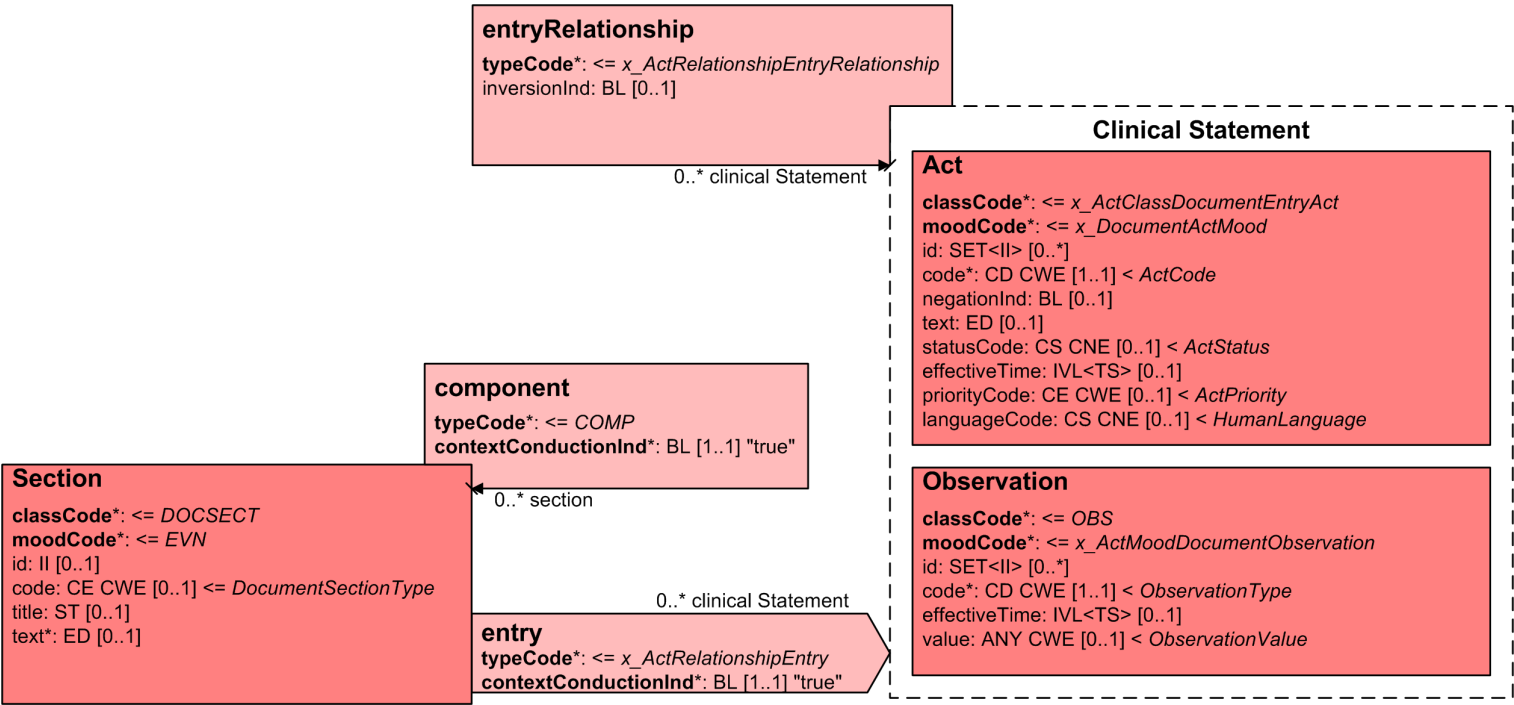 entryRelationship
typeCode*: <= x_ActRelationshipEntryRelationship
inversionInd: BL [0..1]
0..* clinical Statement
Clinical Statement
Act
classCode*: <= x_ActClassDocumentEntryAct
moodCode*: <= x_DocumentActMood
id: SET<II> [0..*]
code*: CD CWE [1..1] < ActCode
negationInd: BL [0..1]
text: ED [0..1]
statusCode: CS CNE [0..1] < ActStatus
effectiveTime: IVL<TS> [0..1]
priorityCode: CE CWE [0..1] < ActPriority
languageCode: CS CNE [0..1] < HumanLanguage
component
typeCode*: <= COMP
contextConductionInd*: BL [1..1] "true"
0..* section
Section
classCode*: <= DOCSECT
moodCode*: <= EVN
id: II [0..1]
code: CE CWE [0..1] <= DocumentSectionType
title: ST [0..1]
text*: ED [0..1]
0..* clinical Statement
entry
typeCode*: <= x_ActRelationshipEntry
contextConductionInd*: BL [1..1] "true"
Observation
classCode*: <= OBS
moodCode*: <= x_ActMoodDocumentObservation
id: SET<II> [0..*]
code*: CD CWE [1..1] < ObservationType
effectiveTime: IVL<TS> [0..1]
value: ANY CWE [0..1] < ObservationValue